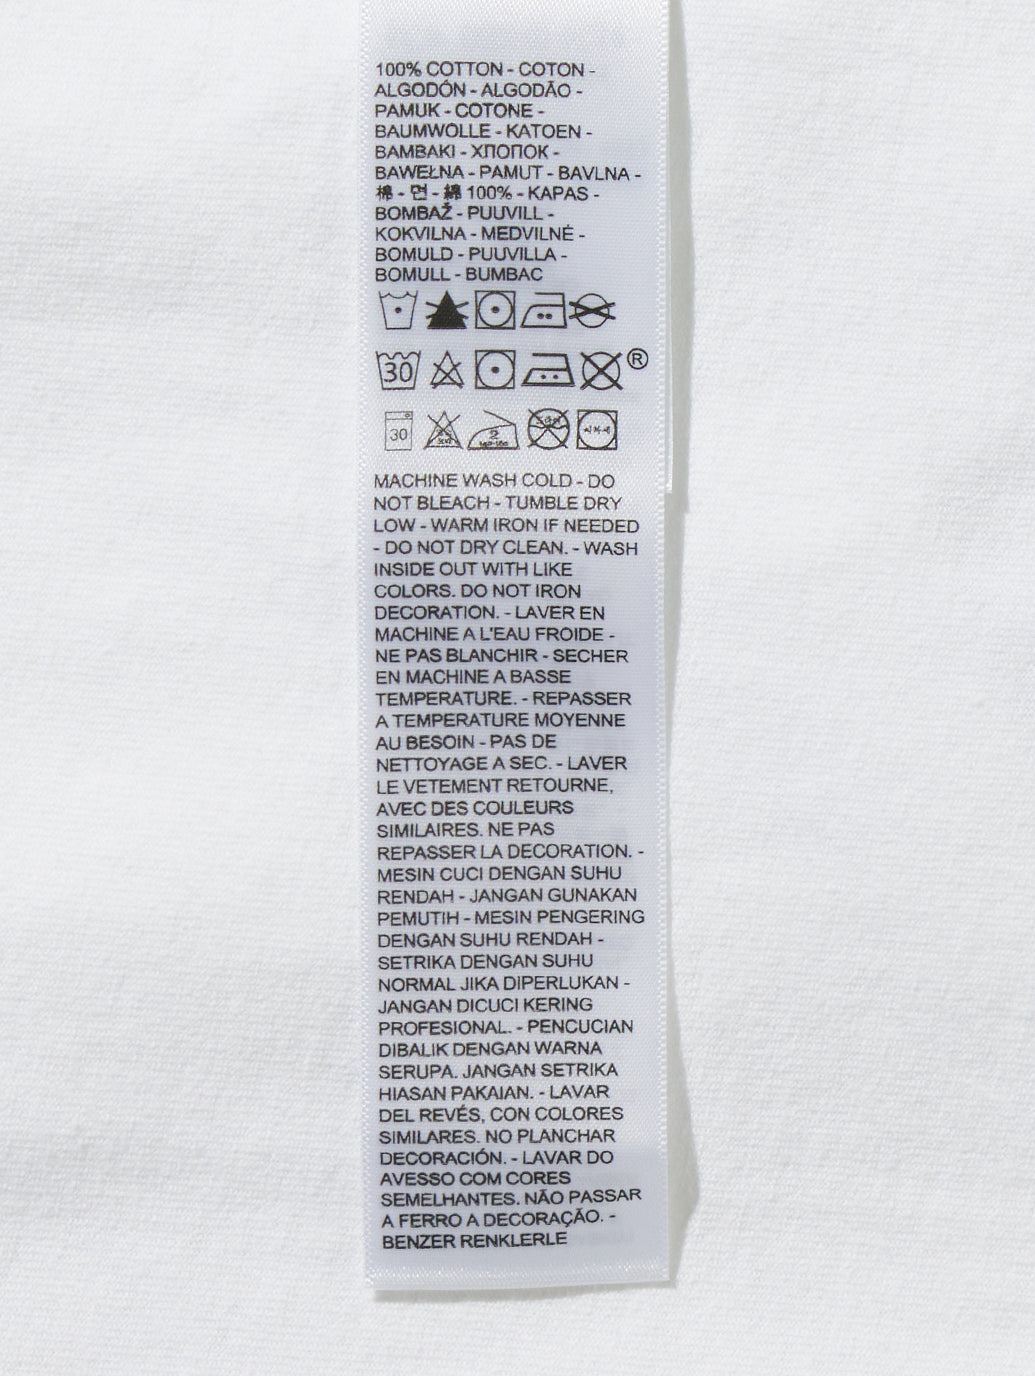 100% COTTON - COTON -
ALGODÓN - ALGODÃO -
PAMUK - COTONE -
BAUMWOLLE - KATOEN -
BAMBAKI - ХПОПОК -
BAWEŁNA - PAMUT - BAVLNA -
棉 - 면 - 綿 100% - KAPAS -
BOMBAŽ - PUUVILL -
KOKVILNA - MEDVILNĖ -
BOMULD - PUUVILLA -
BOMULL - BUMBAC
30 ®
30
MACHINE WASH COLD - DO
NOT BLEACH - TUMBLE DRY
LOW - WARM IRON IF NEEDED
- DO NOT DRY CLEAN. - WASH
INSIDE OUT WITH LIKE
COLORS. DO NOT IRON
DECORATION. - LAVER EN
MACHINE A L'EAU FROIDE -
NE PAS BLANCHIR - SECHER
EN MACHINE A BASSE
TEMPERATURE. - REPASSER
A TEMPERATURE MOYENNE
AU BESOIN - PAS DE
NETTOYAGE A SEC. - LAVER
LE VETEMENT RETOURNE,
AVEC DES COULEURS
SIMILAIRES. NE PAS
REPASSER LA DECORATION. -
MESIN CUCI DENGAN SUHU
RENDAH - JANGAN GUNAKAN
PEMUTIH - MESIN PENGERING
DENGAN SUHU RENDAH -
SETRIKA DENGAN SUHU
NORMAL JIKA DIPERLUKAN -
JANGAN DICUCI KERING
PROFESIONAL. - PENCUCIAN
DIBALIK DENGAN WARNA
SERUPA. JANGAN SETRIKA
HIASAN PAKAIAN. - LAVAR
DEL REVÉS, CON COLORES
SIMILARES. NO PLANCHAR
DECORACIÓN. - LAVAR DO
AVESSO COM CORES
SEMELHANTES. NÃO PASSAR
A FERRO A DECORAÇÃO. -
BENZER RENKLERLE